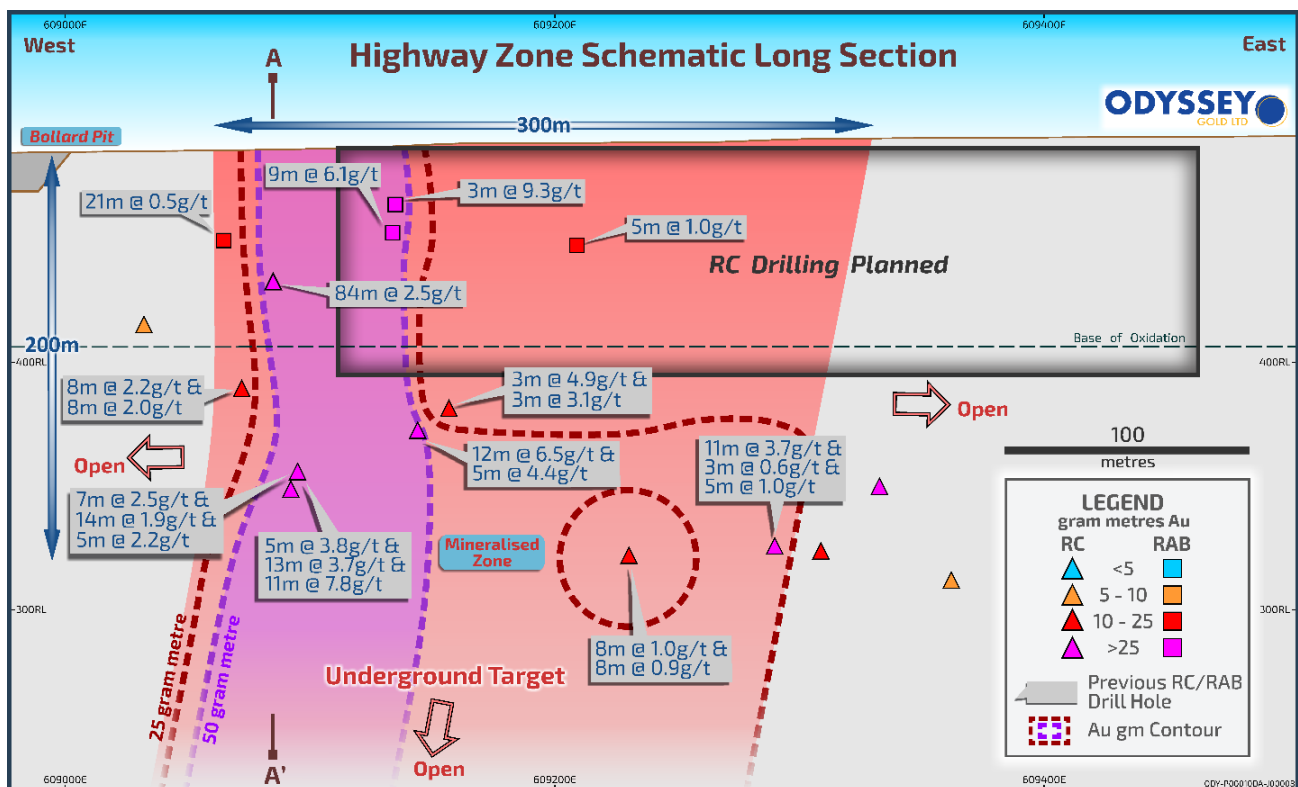 609000E
609200E
609400E
West
A
Highway Zone Schematic Long Section
East
ODYSSEY
GOLD LTD
300m
Bollard Pit
9m @ 6.1g/t
3m @ 9.3g/t
21m @ 0.5g/t
5m @ 1.0g/t
RC Drilling Planned
84m @ 2.5g/t
200m
Base of Oxidation
400RL
400RL
8m @ 2.2g/t &
8m @ 2.0g/t
3m @ 4.9g/t &
3m @ 3.1g/t
Open
Open
12m @ 6.5g/t &
5m @ 4.4g/t
11m @ 3.7g/t &
3m @ 0.6g/t &
5m @ 1.0g/t
100
metres
7m @ 2.5g/t &
14m @ 1.9g/t &
5m @ 2.2g/t
5m @ 3.8g/t &
13m @ 3.7g/t &
11m @ 7.8g/t
Mineralised
Zone
LEGEND
gram metres Au
RC RAB
<5
5 - 10
10 - 25
>25
Previous RC/RAB
Drill Hole
Au gm Contour
300RL
300RL
8m @ 1.0g/t &
8m @ 0.9g/t
25 gram metre
50 gram metre
Underground Target
Open
A'
609000E
609200E
609400E